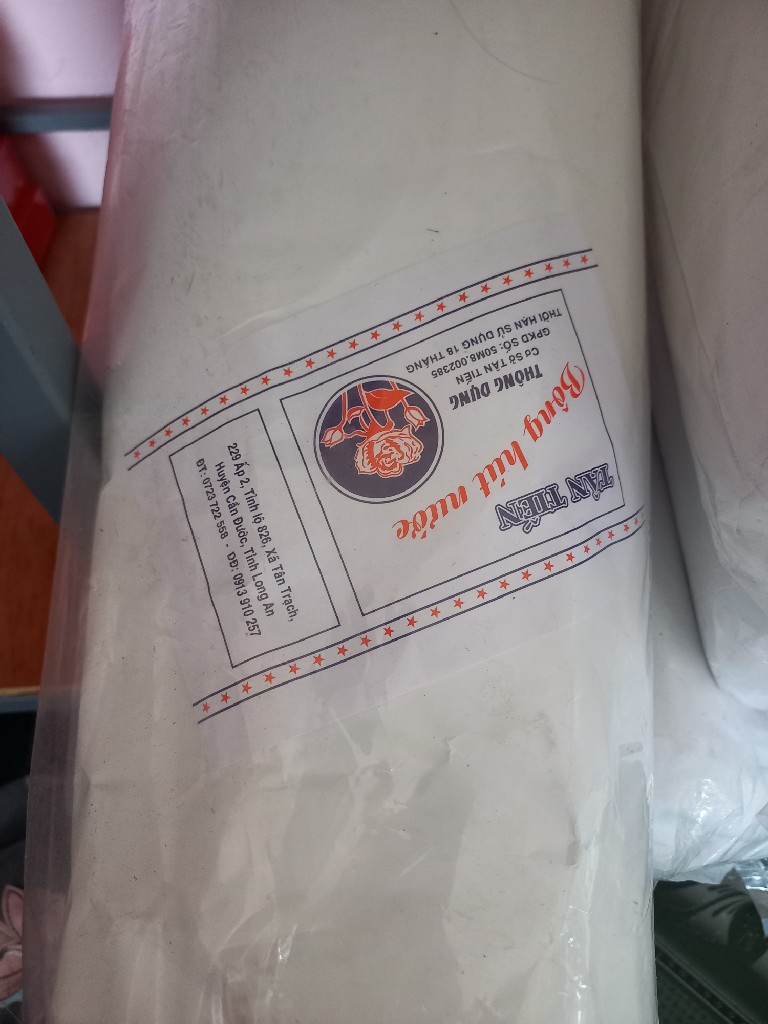 TÂN TIẾN
Bông hút nước
THÔNG DỤNG
Cơ Sở TÂN TIẾN
GPKD SỐ: 50M8.002385
THỜI HẠN SỬ DỤNG 18 THÁNG
229 Ấp 2, Tỉnh lộ 826, Xã Tân Trạch,
Huyện Cần Đước, Tỉnh Long An
ĐT: 0723 722 558 - ĐĐ: 0913 910 257